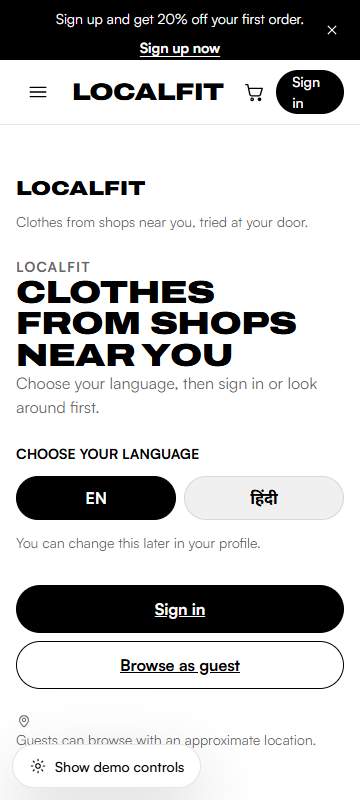 Sign up and get 20% off your first order.
Sign up now
LOCALFIT
Sign
in
LOCALFIT
Clothes from shops near you, tried at your door.
LOCALFIT
CLOTHES
FROM SHOPS
NEAR YOU
Choose your language, then sign in or look
around first.
CHOOSE YOUR LANGUAGE
EN
हिंदी
You can change this later in your profile.
Sign in
Browse as guest
Guests can browse with an approximate location.
Show demo controls